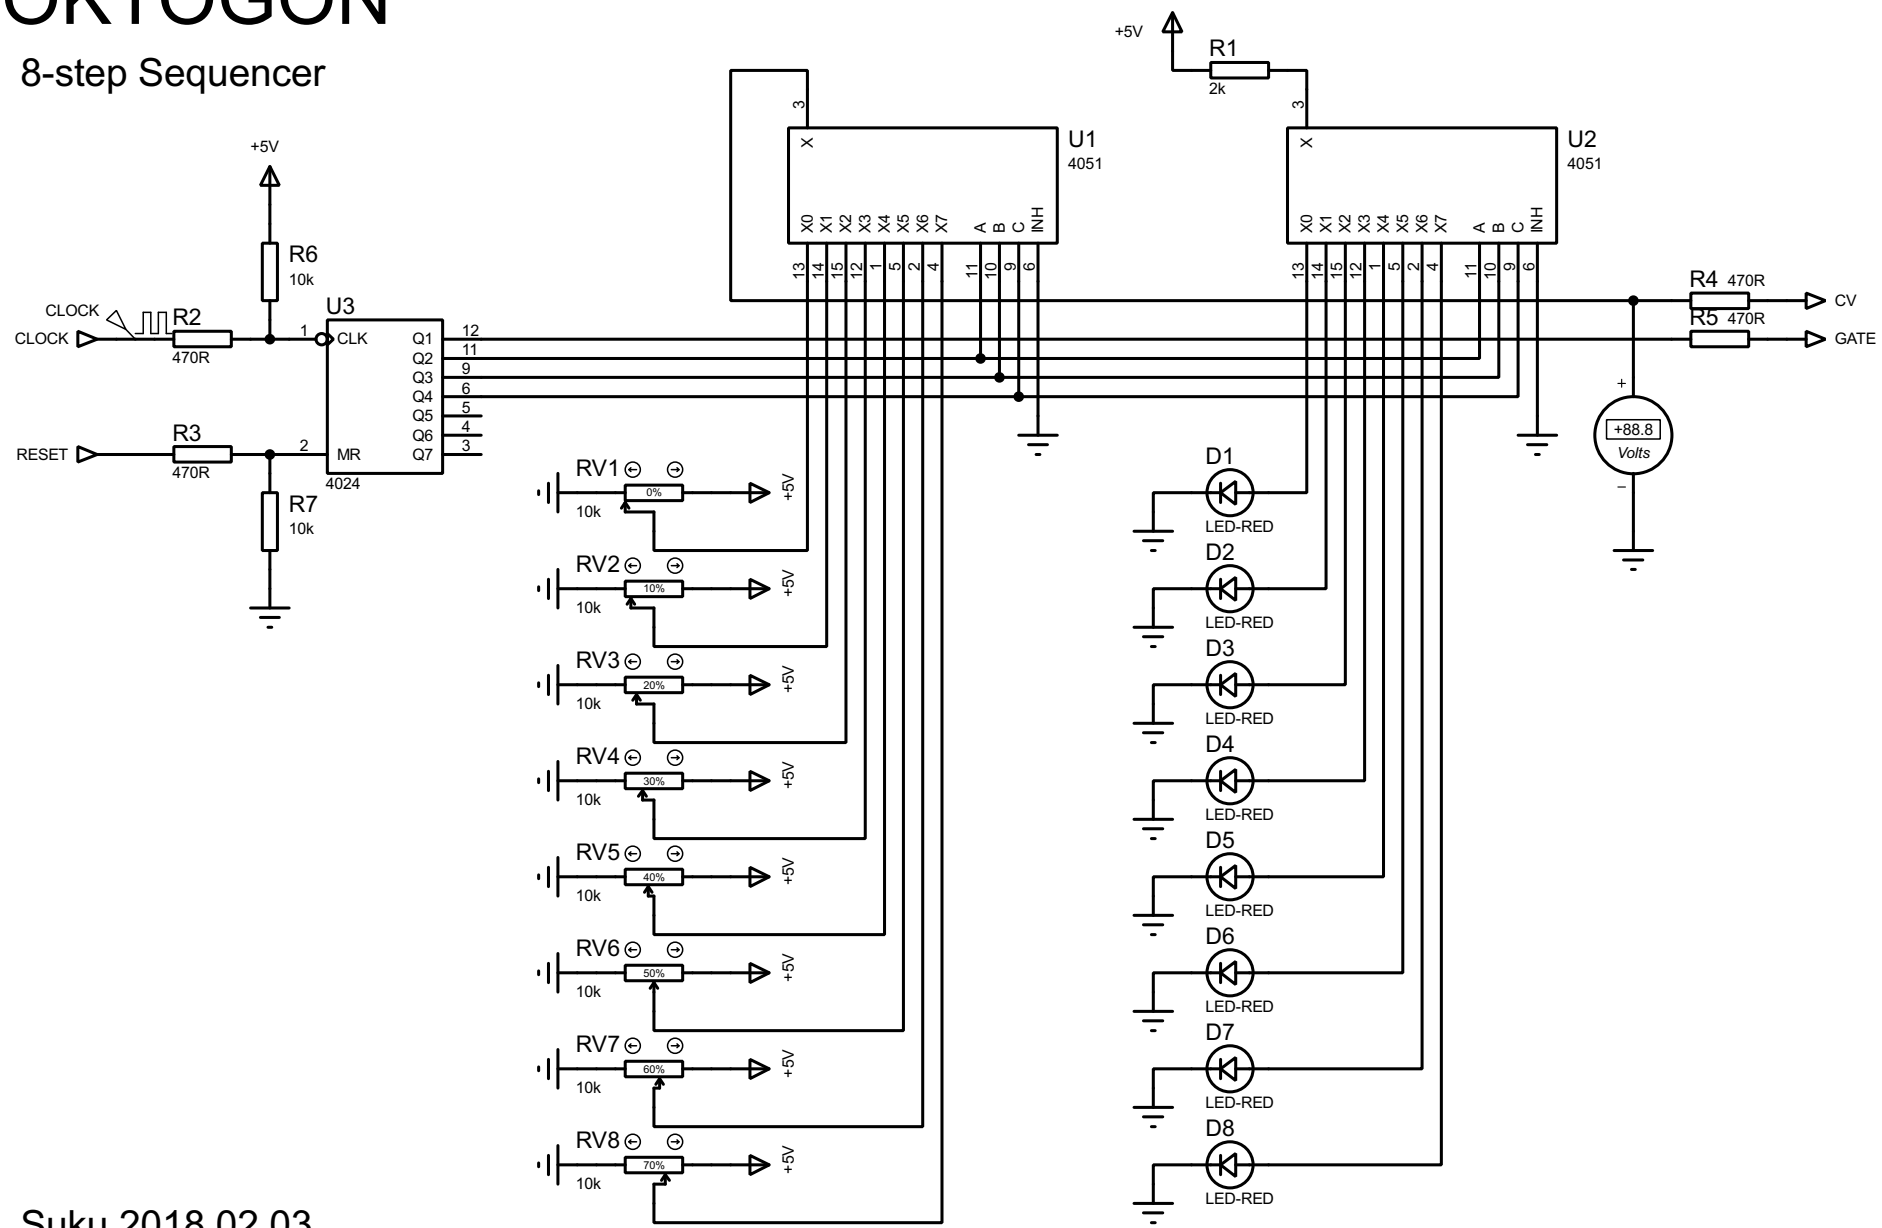 OKTOGON
8-step Sequencer
+5V
R1
2k
3
X
U1
4051
X0 X1 X2 X3 X4 X5 X6 X7 A B C INH
13 14 15 12 1 5 2 4 11 10 9 6
3
X
U2
4051
X0 X1 X2 X3 X4 X5 X6 X7 A B C INH
13 14 15 12 1 5 2 4 11 10 9 6
+5V
R6
10k
CLOCK
CLOCK
R2
470R
1
U3
CLK
Q1 12
Q2 11
Q3 9
Q4 6
Q5 5
Q6 4
Q7 3
RESET
R3
470R
2
MR
4024
R7
10k
R4 470R
CV
R5 470R
GATE
+
+88.8
Volts
−
RV1
0%
10k
+5V
RV2
10%
10k
+5V
RV3
20%
10k
+5V
RV4
30%
10k
+5V
RV5
40%
10k
+5V
RV6
50%
10k
+5V
RV7
60%
10k
+5V
RV8
70%
10k
+5V
D1
LED-RED
D2
LED-RED
D3
LED-RED
D4
LED-RED
D5
LED-RED
D6
LED-RED
D7
LED-RED
D8
LED-RED
Suku 2018.02.03